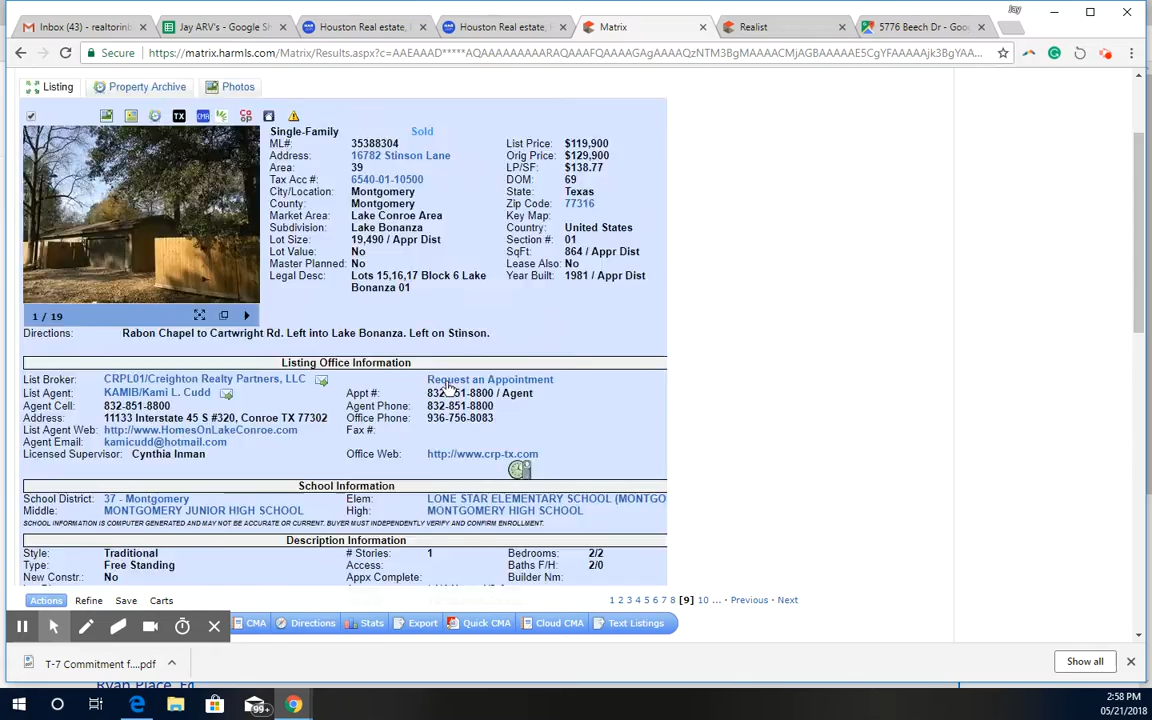 Jay
Inbox (43) - realtorinb
Jay ARV's - Google Sh
Houston Real estate, H
Houston Real estate, H
Matrix
Realist
5776 Beech Dr - Goog
Secure
https://matrix.harmls.com/Matrix/Results.aspx?c=AAEAAAD*****AQAAAAAAAAARAQAAAFQAAAAGAgAAAAQzNTM3BgMAAAACMjAGBAAAAAE5CgYFAAAAAjk3BgYAA...
Listing
Property Archive
Photos
TX
CMA
CO
OP
Single-Family Sold
ML#: 35388304 List Price: $119,900
Address: 16782 Stinson Lane Orig Price: $129,900
Area: 39 LP/SF: $138.77
Tax Acc #: 6540-01-10500 DOM: 69
City/Location: Montgomery State: Texas
County: Montgomery Zip Code: 77316
Market Area: Lake Conroe Area Key Map:
Subdivision: Lake Bonanza Country: United States
Lot Size: 19,490 / Appr Dist Section #: 01
Lot Value: No SqFt: 864 / Appr Dist
Master Planned: No Lease Also: No
Legal Desc: Lots 15,16,17 Block 6 Lake Bonanza 01 Year Built: 1981 / Appr Dist
1 / 19
Directions: Rabon Chapel to Cartwright Rd. Left into Lake Bonanza. Left on Stinson.
Listing Office Information
List Broker: CRPL01/Creighton Realty Partners, LLC Request an Appointment
List Agent: KAMIB/Kami L. Cudd Appt #: 832-851-8800 / Agent
Agent Cell: 832-851-8800 Agent Phone: 832-851-8800
Address: 11133 Interstate 45 S #320, Conroe TX 77302 Office Phone: 936-756-8083
List Agent Web: http://www.HomesOnLakeConroe.com Fax #:
Agent Email: kamicudd@hotmail.com
Licensed Supervisor: Cynthia Inman Office Web: http://www.crp-tx.com
School Information
School District: 37 - Montgomery Elem: LONE STAR ELEMENTARY SCHOOL (MONTGO
Middle: MONTGOMERY JUNIOR HIGH SCHOOL High: MONTGOMERY HIGH SCHOOL
SCHOOL INFORMATION IS COMPUTER GENERATED AND MAY NOT BE ACCURATE OR CURRENT. BUYER MUST INDEPENDENTLY VERIFY AND CONFIRM ENROLLMENT.
Description Information
Style: Traditional # Stories: 1 Bedrooms: 2/2
Type: Free Standing Access: Baths F/H: 2/0
New Constr.: No Appx Complete: Builder Nm:
Actions Refine Save Carts 1 2 3 4 5 6 7 8 [9] 10 ... Previous · Next
CMA Directions Stats Export Quick CMA Cloud CMA Text Listings
T-7 Commitment f....pdf
Show all
99+
2:58 PM
05/21/2018